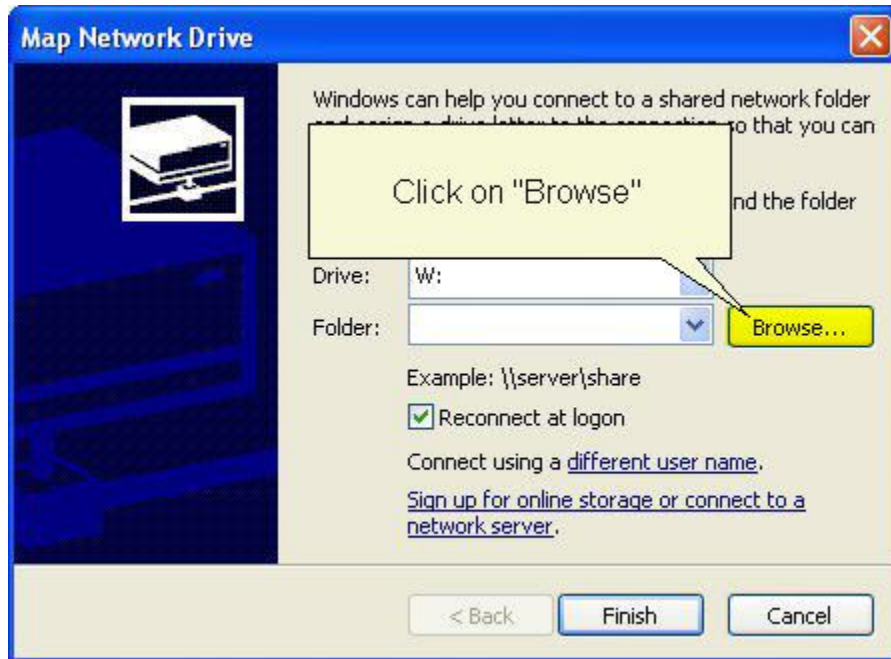 Map Network Drive
Windows can help you connect to a shared network folder
so that you can
Click on "Browse"
nd the folder
Drive: W:
Folder: Browse...
Example: \\server\share
Reconnect at logon
Connect using a different user name.
Sign up for online storage or connect to a
network server.
< Back Finish Cancel